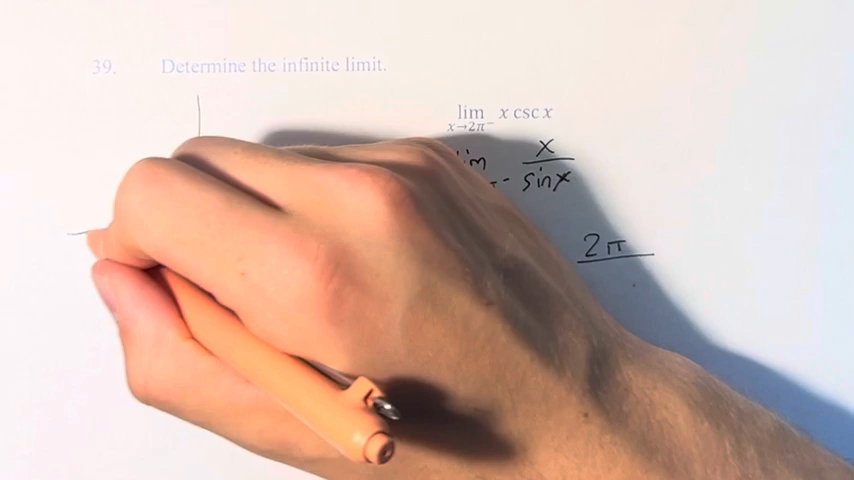 39. Determine the infinite limit.
lim x→2π⁻ x csc x
x
sin x
2π